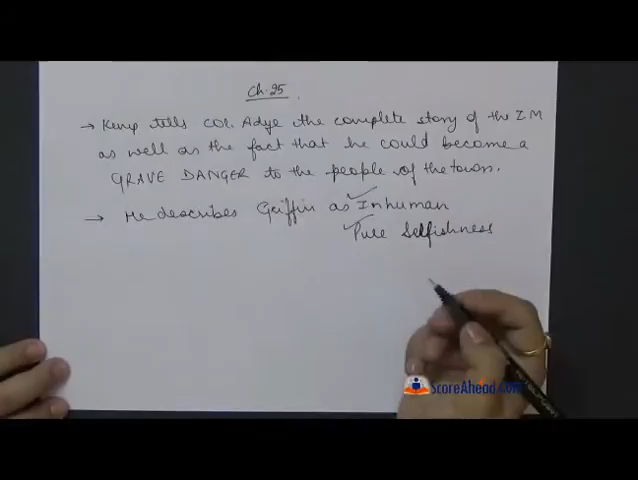 Ch. 25
→ Kemp tells Col. Adye the complete story of the I.M
as well as the fact that he could become a
GRAVE DANGER to the people of the town.
→ He describes Griffin as Inhuman
Pure Selfishness
ScoreAhead.COM